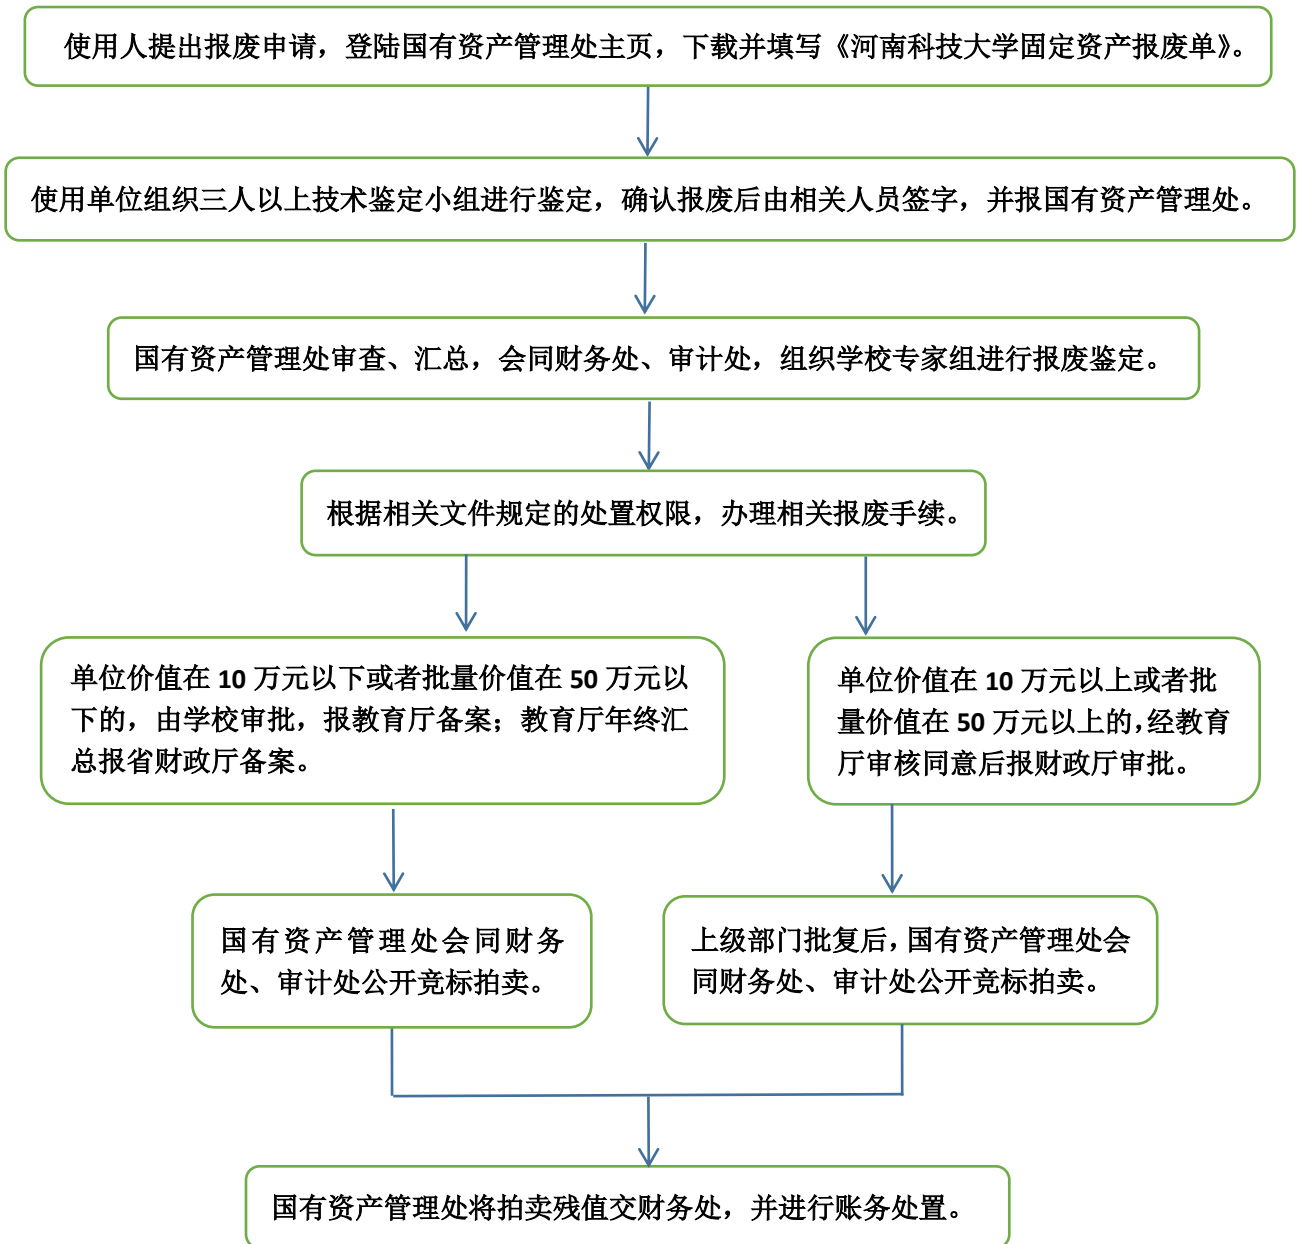 使用人提出报废申请，登陆国有资产管理处主页，下载并填写《河南科技大学固定资产报废单》。
使用单位组织三人以上技术鉴定小组进行鉴定，确认报废后由相关人员签字，并报国有资产管理处。
国有资产管理处审查、汇总，会同财务处、审计处，组织学校专家组进行报废鉴定。
根据相关文件规定的处置权限，办理相关报废手续。
单位价值在 10 万元以下或者批量价值在 50 万元以
下的，由学校审批，报教育厅备案；教育厅年终汇
总报省财政厅备案。
单位价值在 10 万元以上或者批
量价值在 50 万元以上的，经教育
厅审核同意后报财政厅审批。
国有资产管理处会同财务
处、审计处公开竞标拍卖。
上级部门批复后，国有资产管理处会
同财务处、审计处公开竞标拍卖。
国有资产管理处将拍卖残值交财务处，并进行账务处置。